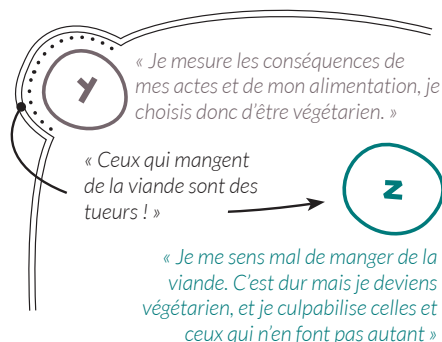 Y
« Je mesure les conséquences de
mes actes et de mon alimentation, je
choisis donc d'être végétarien. »
« Ceux qui mangent
de la viande sont des
tueurs ! »
Z
« Je me sens mal de manger de la
viande. C'est dur mais je deviens
végétarien, et je culpabilise celles et
ceux qui n'en font pas autant »